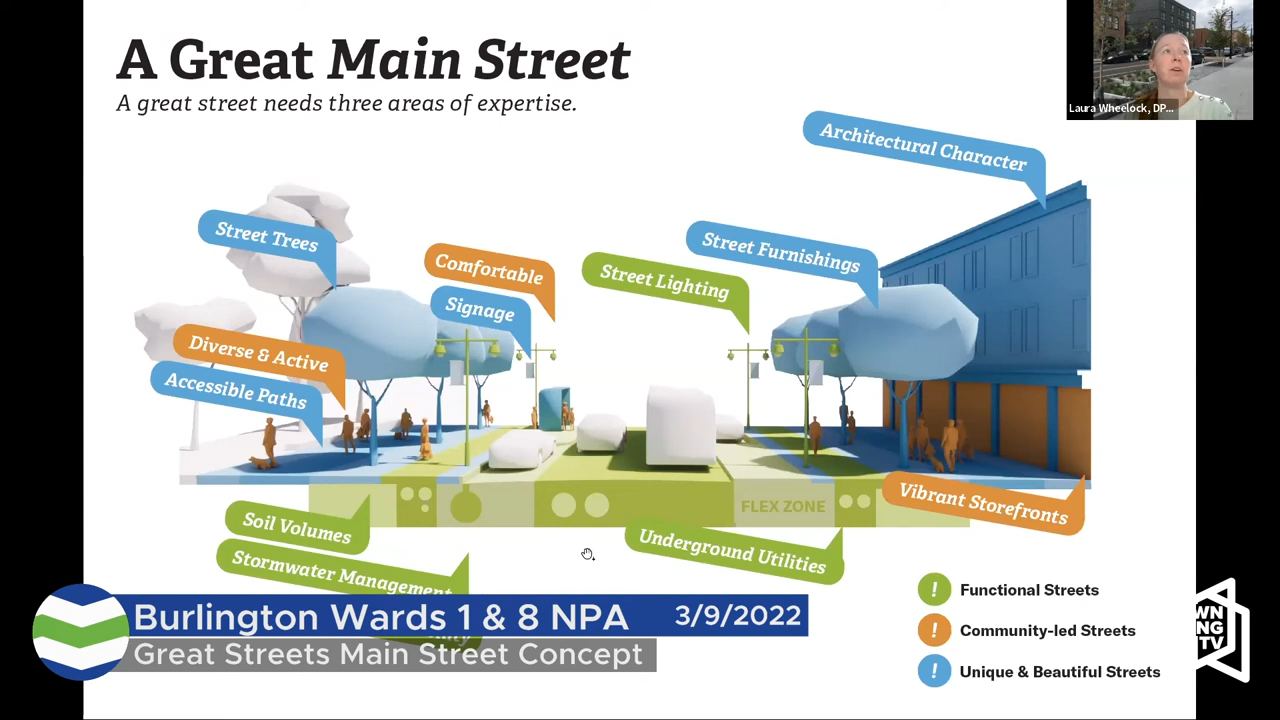 A Great Main Street
A great street needs three areas of expertise.
Laura Wheelock, DP...
Architectural Character
Street Trees
Comfortable
Signage
Street Lighting
Street Furnishings
Diverse & Active
Accessible Paths
FLEX ZONE
Vibrant Storefronts
Soil Volumes
Stormwater Management
Underground Utilities
! Functional Streets
! Community-led Streets
! Unique & Beautiful Streets
Burlington Wards 1 & 8 NPA 3/9/2022
Great Streets Main Street Concept
TV